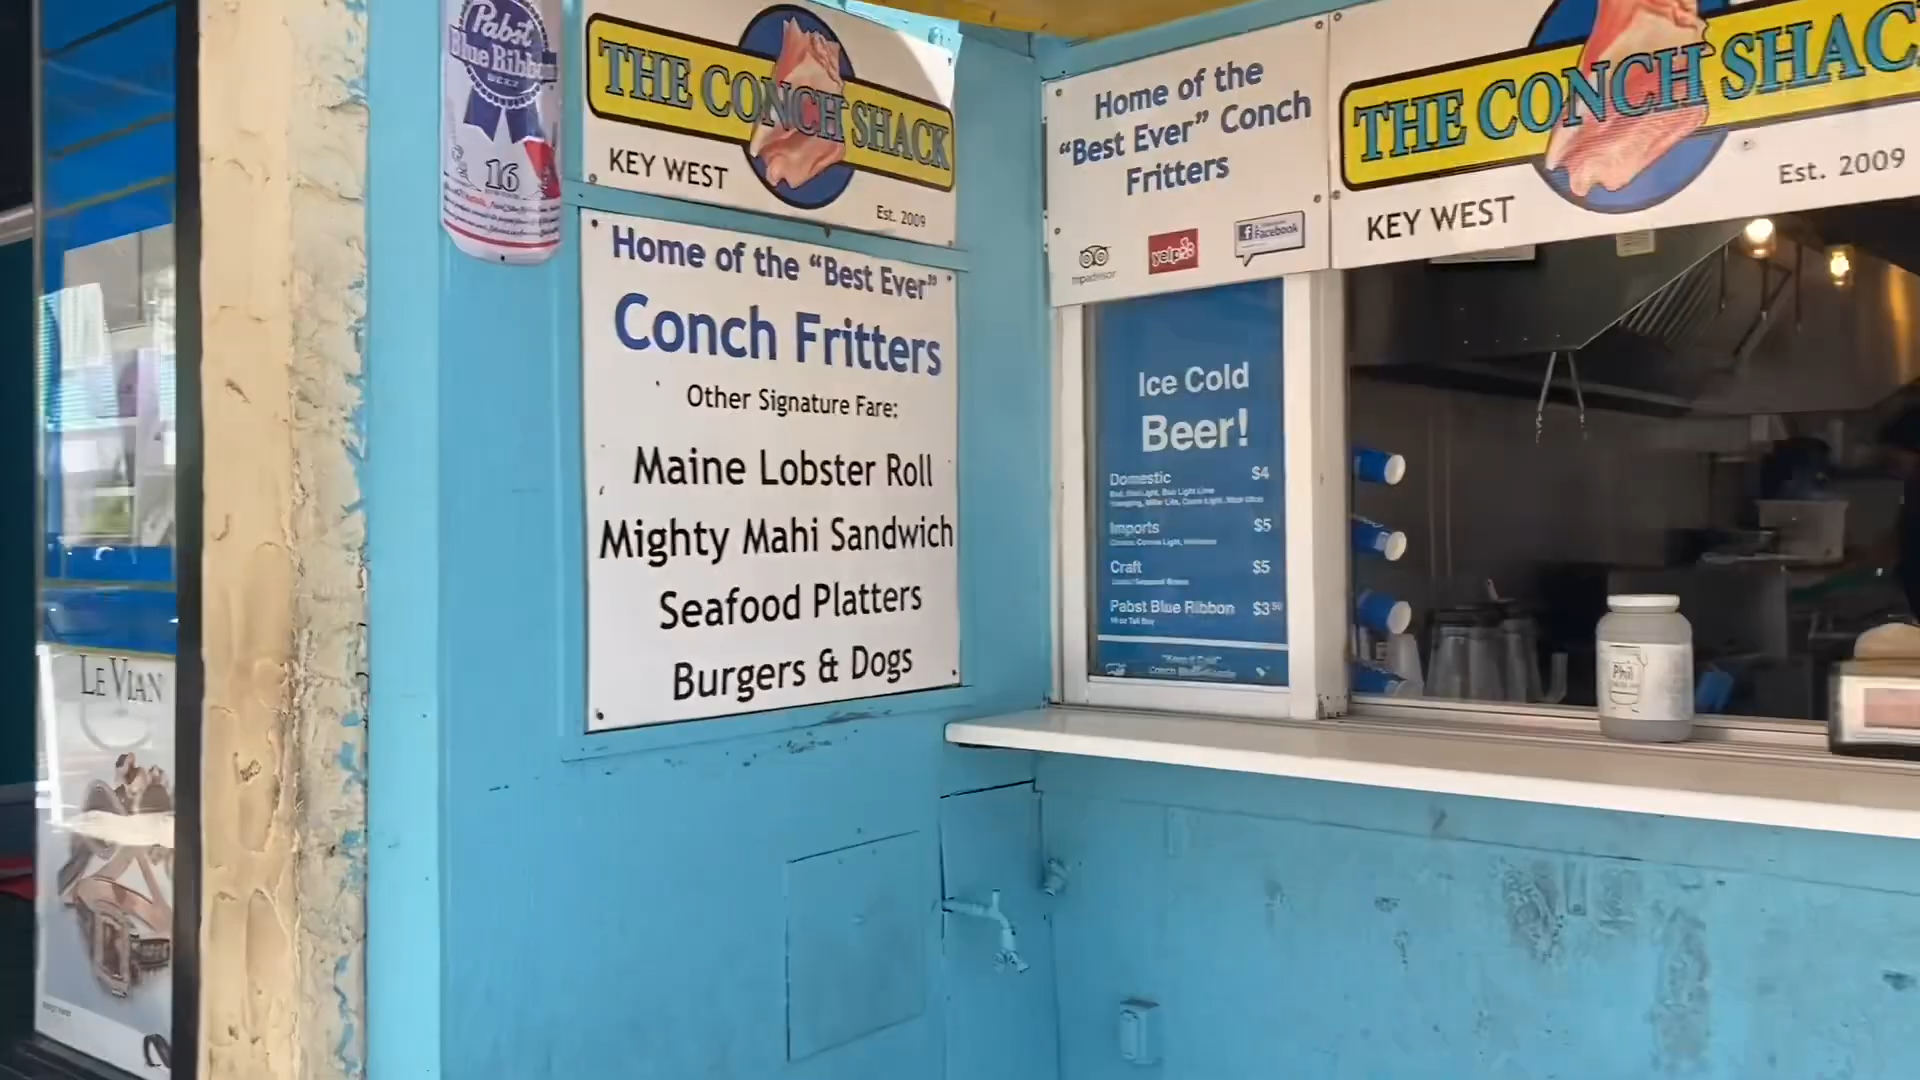 Pabst
Blue Ribbon
BEER
16
THE CONCH SHACK
KEY WEST
Est. 2009
Home of the “Best Ever”
Conch Fritters
Other Signature Fare:
Maine Lobster Roll
Mighty Mahi Sandwich
Seafood Platters
Burgers & Dogs
Home of the
“Best Ever” Conch
Fritters
tripadvisor
yelp
Facebook
THE CONCH SHAC
KEY WEST
Est. 2009
Ice Cold
Beer!
Domestic $4
Imports $5
Craft $5
Pabst Blue Ribbon $3.50
16 oz Tall Boy
LE VIAN
Phil